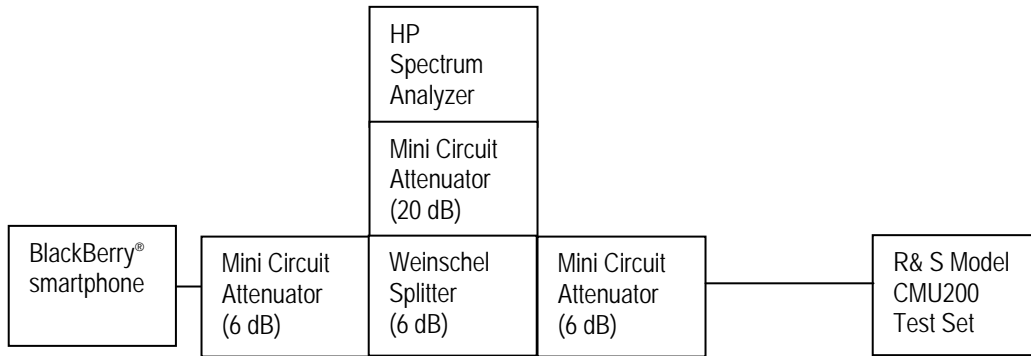 HP
Spectrum
Analyzer
Mini Circuit
Attenuator
(20 dB)
BlackBerry®
smartphone
Mini Circuit
Attenuator
(6 dB)
Weinschel
Splitter
(6 dB)
Mini Circuit
Attenuator
(6 dB)
R& S Model
CMU200
Test Set